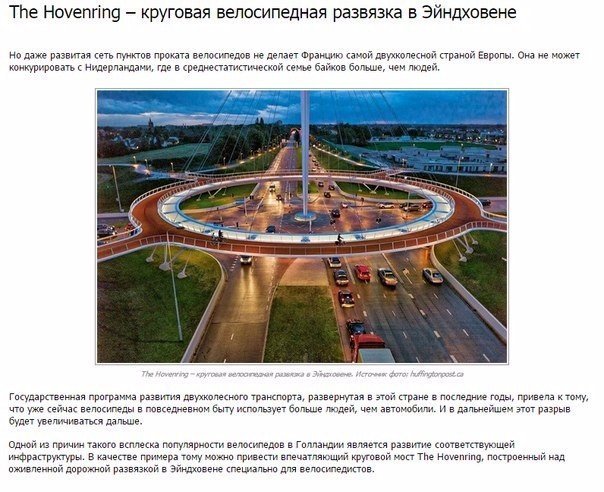 The Hovenring – круговая велосипедная развязка в Эйндховене
Но даже развитая сеть пунктов проката велосипедов не делает Францию самой двухколесной страной Европы. Она не может
конкурировать с Нидерландами, где в среднестатистической семье байков больше, чем людей.
The Hovenring – круговая велосипедная развязка в Эйндховене. Источник фото: huffingtonpost.ca
Государственная программа развития двухколесного транспорта, развернутая в этой стране в последние годы, привела к тому,
что уже сейчас велосипеды в повседневном быту использует больше людей, чем автомобили. И в дальнейшем этот разрыв
будет увеличиваться дальше.
Одной из причин такого всплеска популярности велосипедов в Голландии является развитие соответствующей
инфраструктуры. В качестве примера тому можно привести впечатляющий круговой мост The Hovenring, построенный над
оживленной дорожной развязкой в Эйндховене специально для велосипедистов.